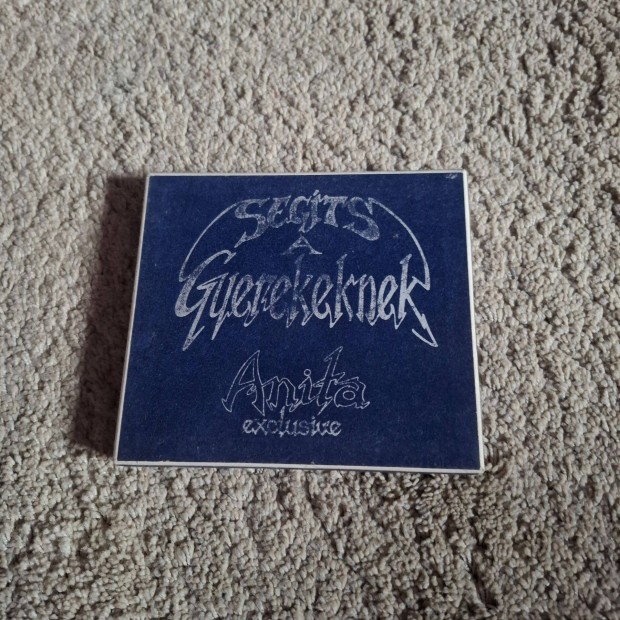 SEGÍTS
A
Gyerekeknek
Anita
exclusive